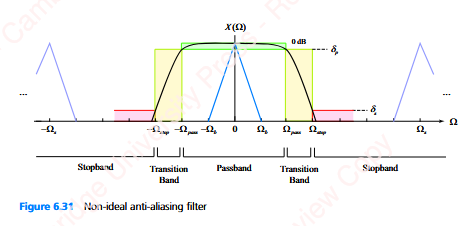 X(Ω)
0 dB
δp
... ...
δs
−Ωs −Ωstop −Ωpass −Ωb 0 Ωb Ωpass Ωstop Ωs Ω
Stopband Transition Band Passband Transition Band Stopband
Figure 6.31 Non-ideal anti-aliasing filter